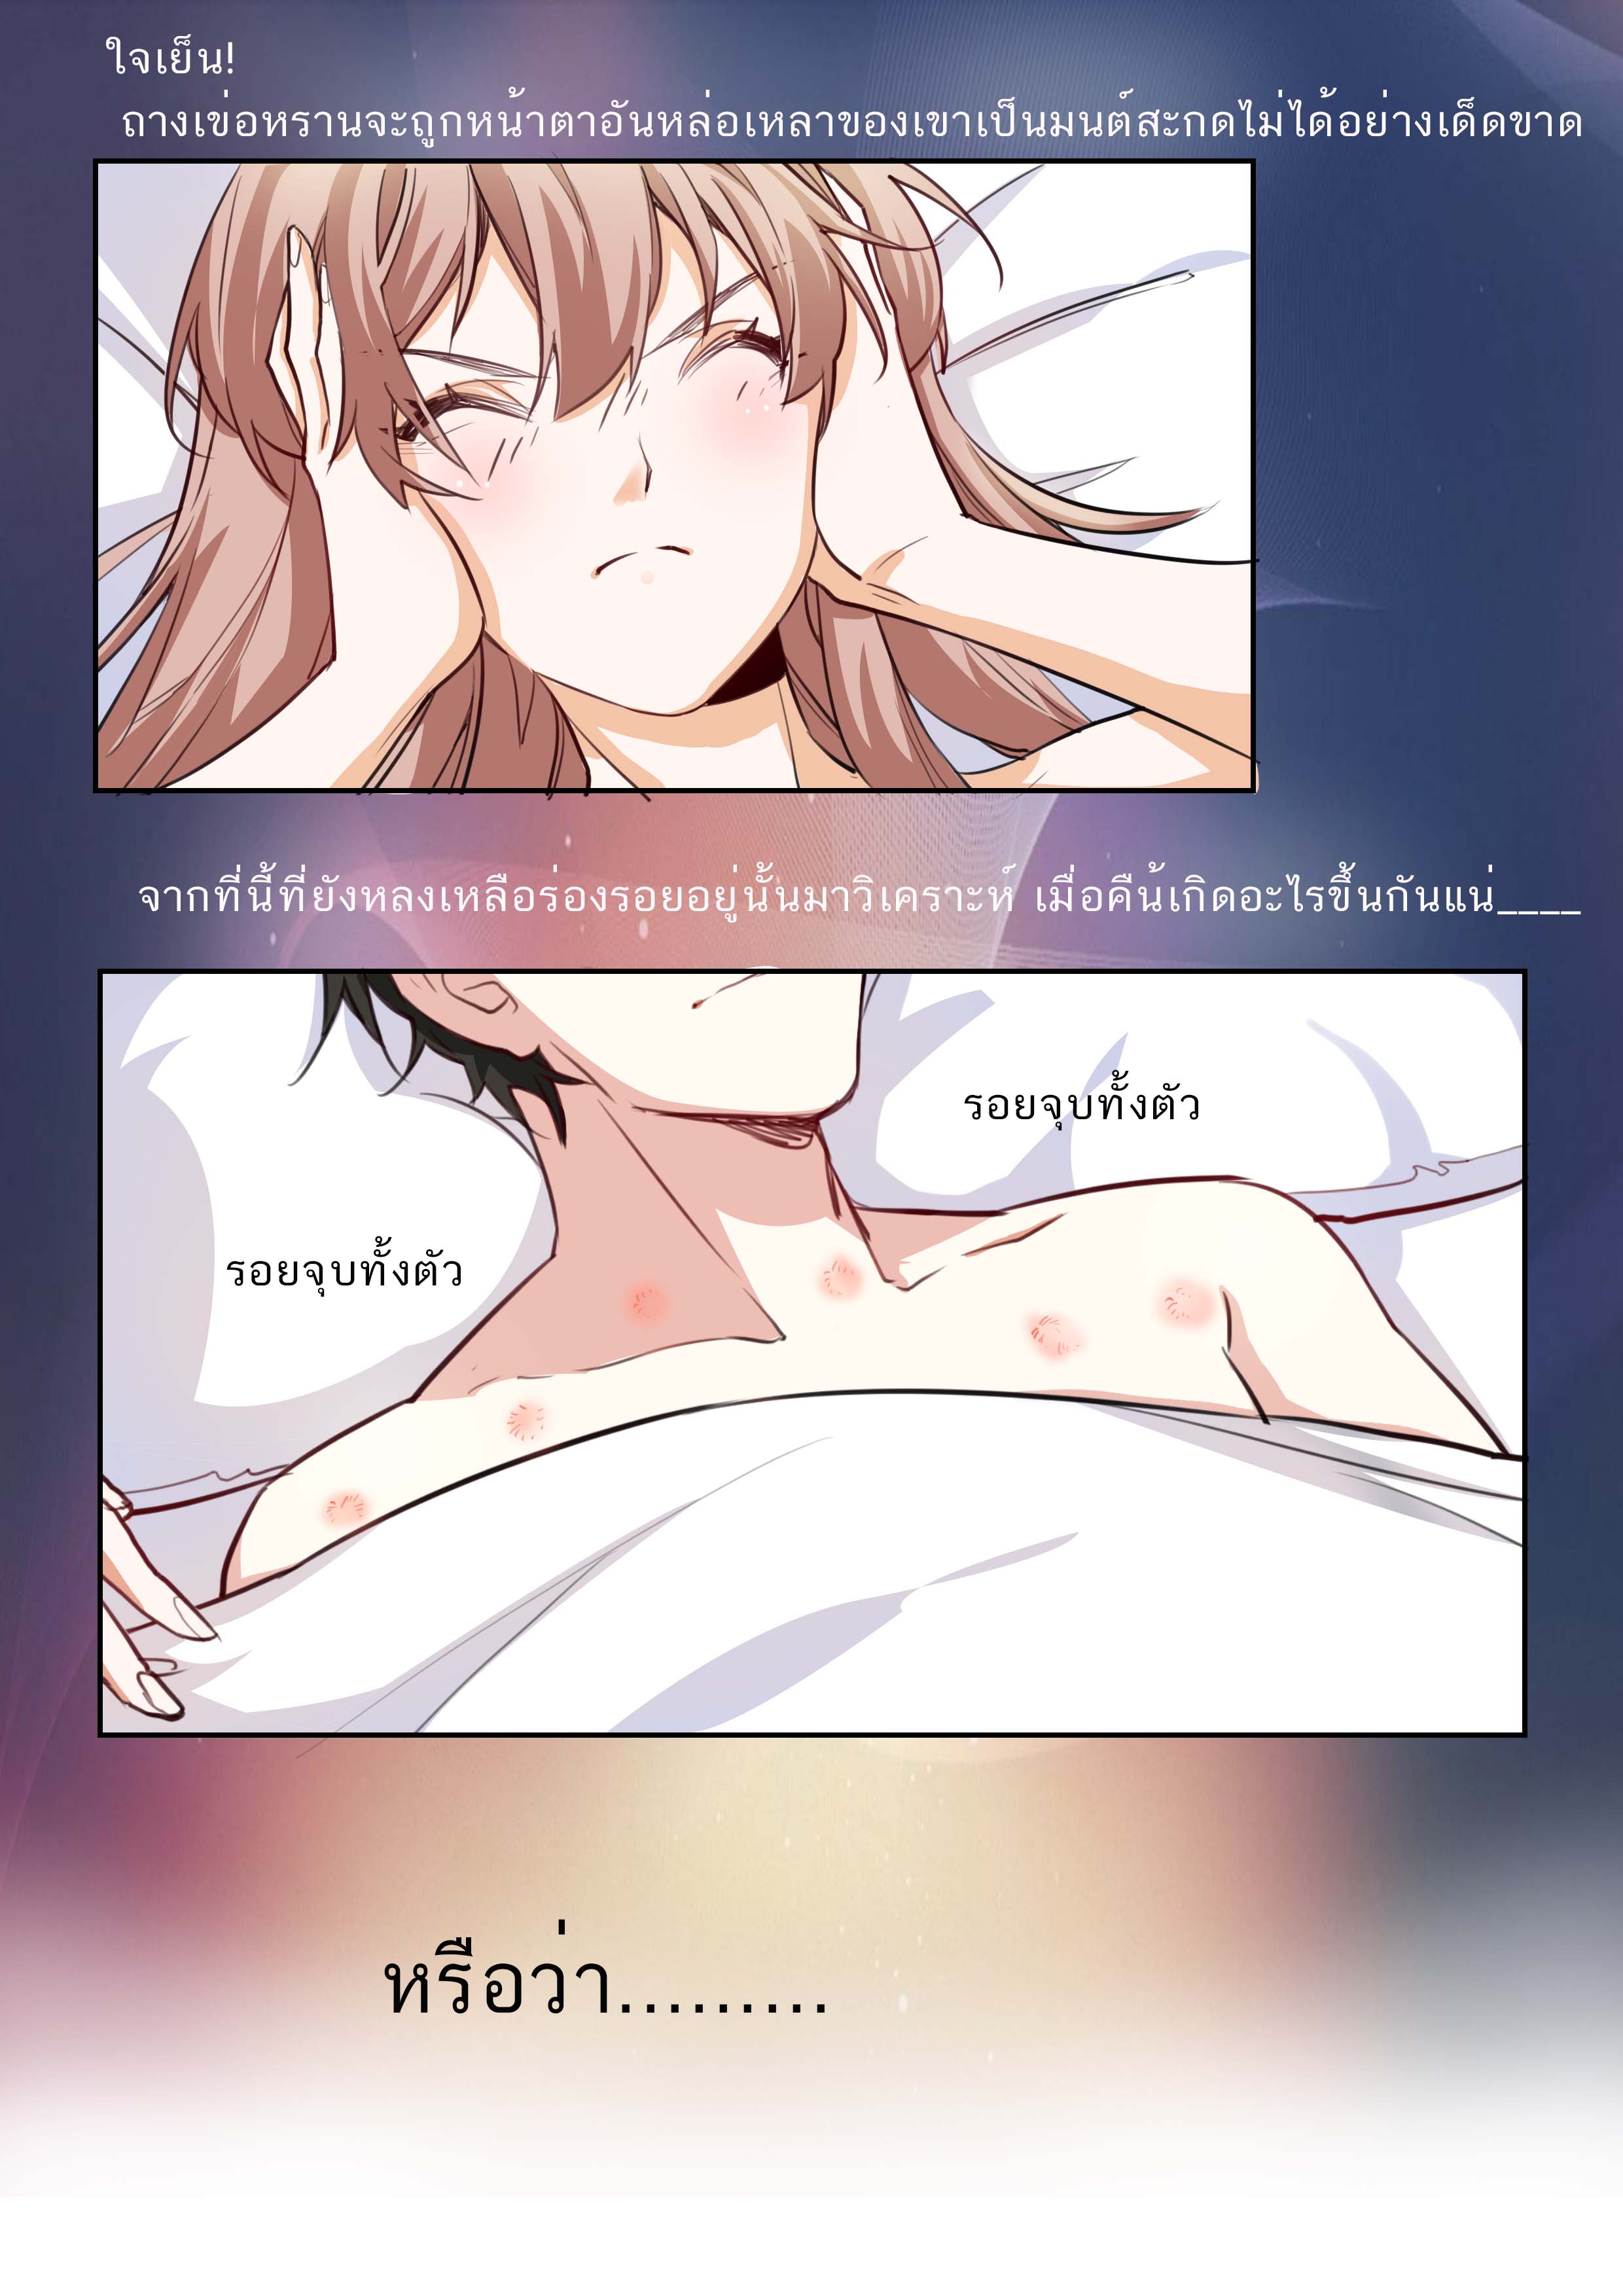 ใจเย็น!
ถางเข่อหรานจะถูกหน้าตาอันหล่อเหลาของเขาเป็นมนต์สะกดไม่ได้อย่างเด็ดขาด
จากที่นี้ที่ยังหลงเหลือร่องรอยอยู่นั้นมาวิเคราะห์ เมื่อคืน้เกิดอะไรขึ้นกันแน่____
รอยจุบทั้งตัว
รอยจุบทั้งตัว
หรือว่า.........